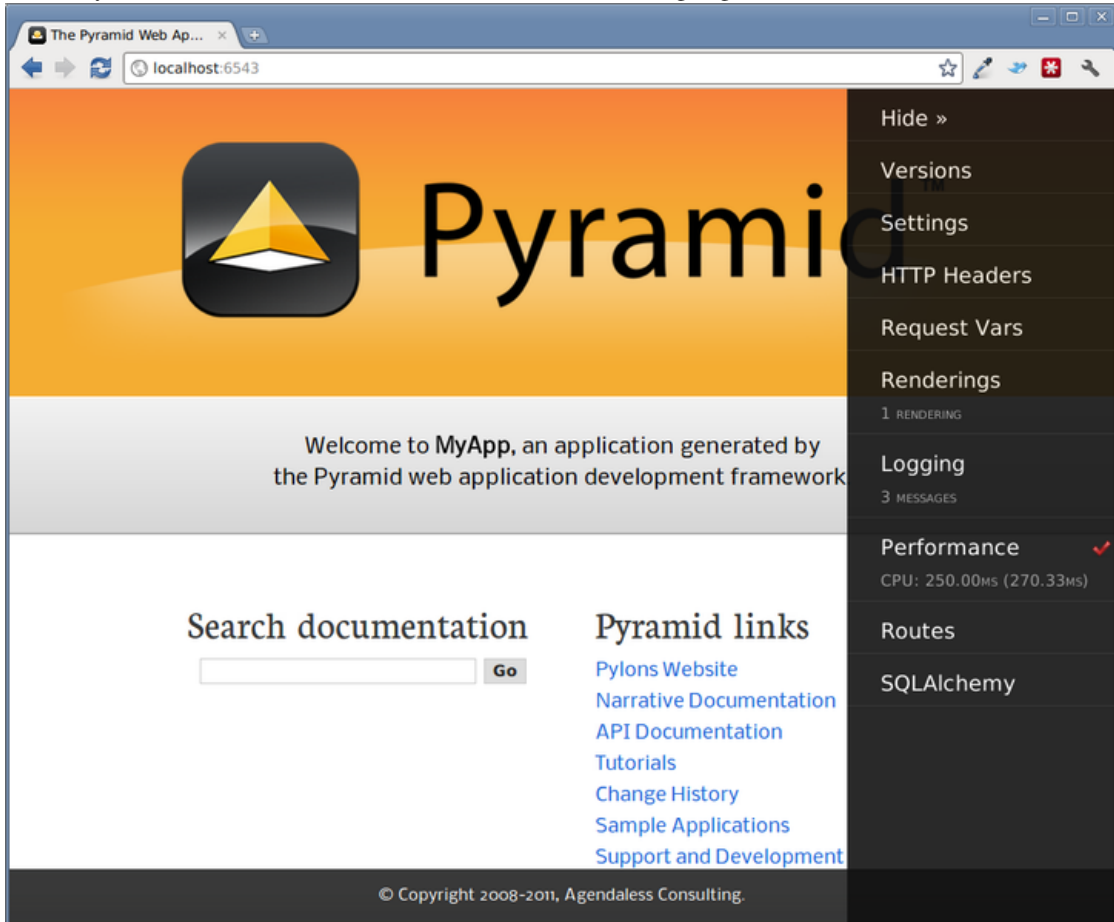 The Pyramid Web Ap...
localhost:6543
Pyramid™
Welcome to MyApp, an application generated by
the Pyramid web application development framework
Search documentation
Go
Pyramid links
Pylons Website
Narrative Documentation
API Documentation
Tutorials
Change History
Sample Applications
Support and Development
© Copyright 2008-2011, Agendaless Consulting.
Hide »
Versions
Settings
HTTP Headers
Request Vars
Renderings
1 RENDERING
Logging
3 MESSAGES
Performance
CPU: 250.00MS (270.33MS)
Routes
SQLAlchemy